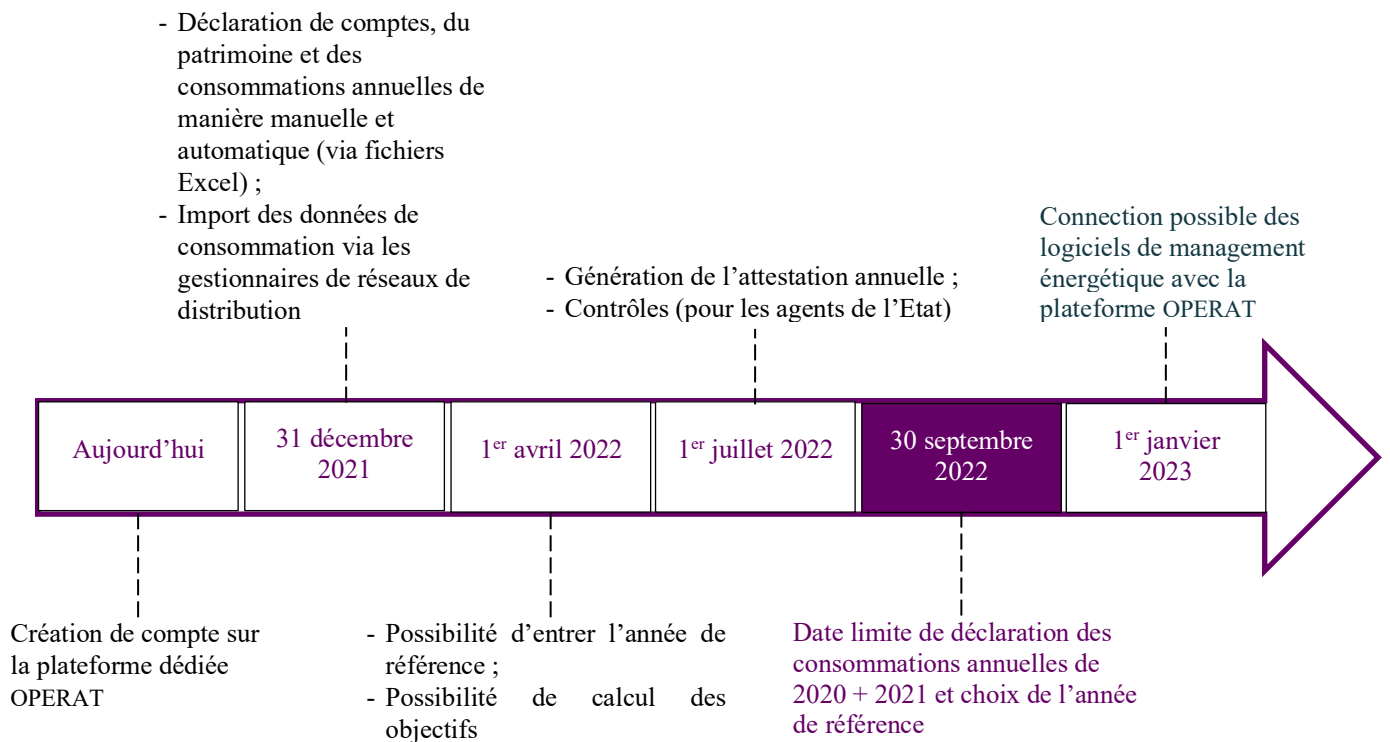 - Déclaration de comptes, du
patrimoine et des
consommations annuelles de
manière manuelle et
automatique (via fichiers
Excel) ;
- Import des données de
consommation via les
gestionnaires de réseaux de
distribution
- Génération de l’attestation annuelle ;
- Contrôles (pour les agents de l’Etat)
Connection possible des
logiciels de management
énergétique avec la
plateforme OPERAT
Aujourd’hui
31 décembre
2021
1er avril 2022
1er juillet 2022
30 septembre
2022
1er janvier
2023
Création de compte sur
la plateforme dédiée
OPERAT
- Possibilité d’entrer l’année de
référence ;
- Possibilité de calcul des
objectifs
Date limite de déclaration des
consommations annuelles de
2020 + 2021 et choix de l’année
de référence